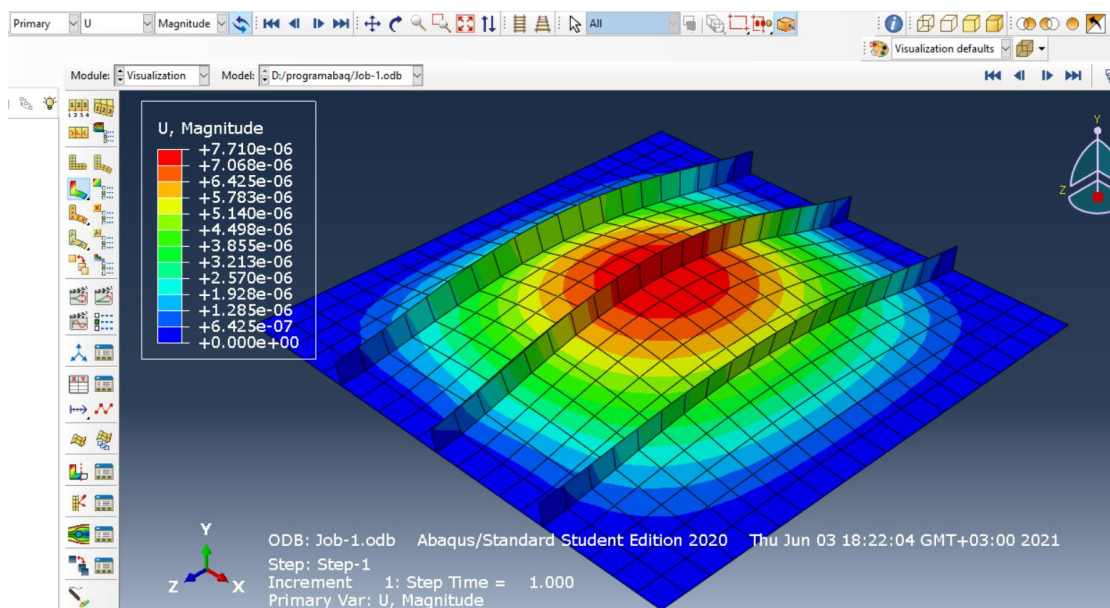 Primary U Magnitude All
Visualization defaults
Module: Visualization Model: D:/programabaq/Job-1.odb
U, Magnitude
+7.710e-06
+7.068e-06
+6.425e-06
+5.783e-06
+5.140e-06
+4.498e-06
+3.855e-06
+3.213e-06
+2.570e-06
+1.928e-06
+1.285e-06
+6.425e-07
+0.000e+00
Y
Z
Y
Z X
ODB: Job-1.odb Abaqus/Standard Student Edition 2020 Thu Jun 03 18:22:04 GMT+03:00 2021
Step: Step-1
Increment 1: Step Time = 1.000
Primary Var: U, Magnitude